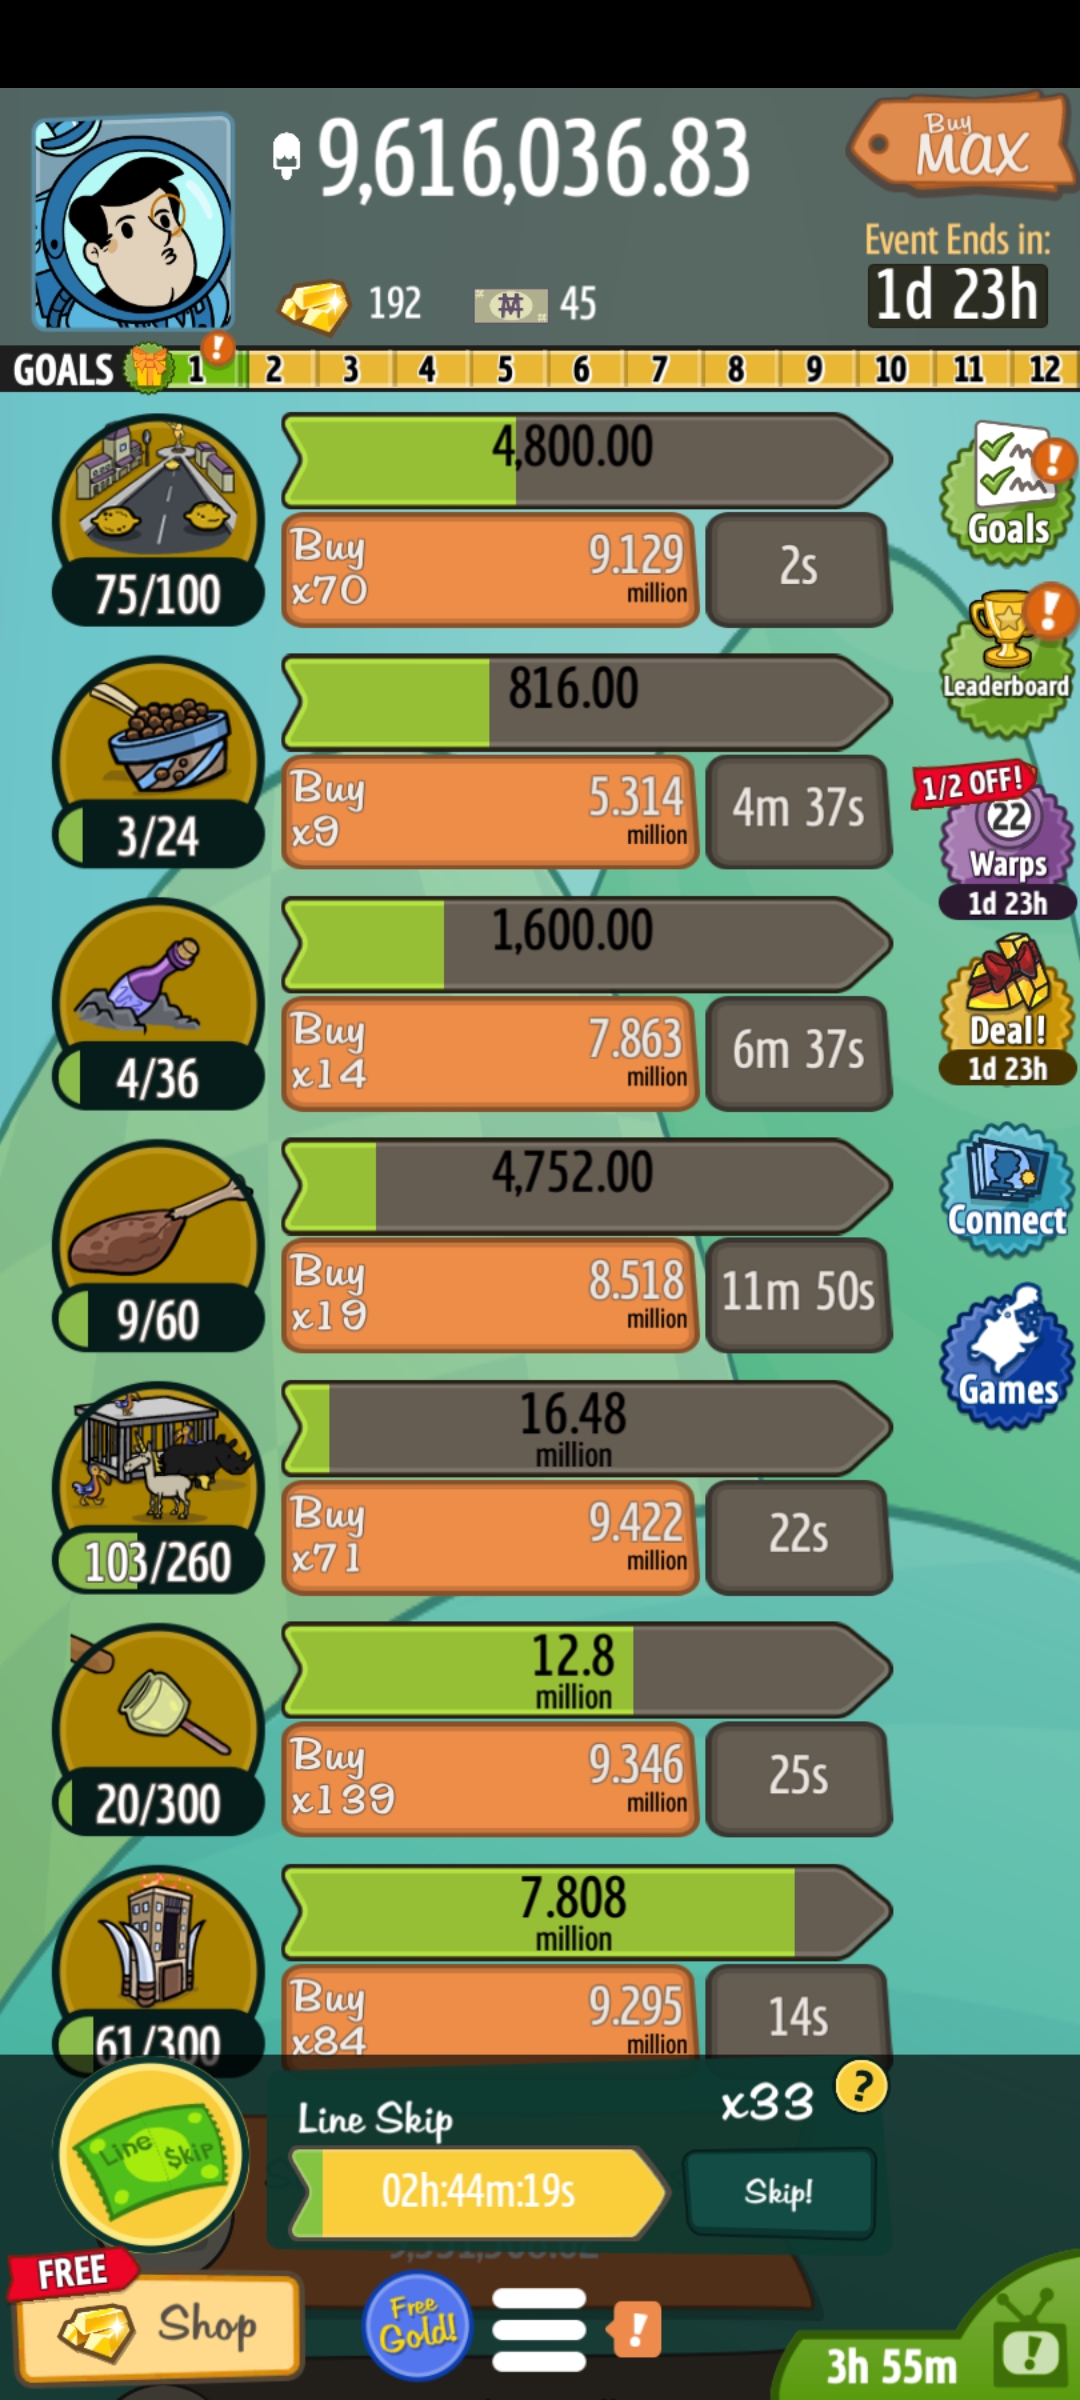 9,616,036.83
Buy
MAX
Event Ends in:
1d 23h
192
45
GOALS 1 ! 2 3 4 5 6 7 8 9 10 11 12
4,800.00
75/100
Buy
x70
9.129
million
2s
!
Goals
816.00
3/24
Buy
x9
5.314
million
4m 37s
!
Leaderboard
1/2 OFF!
22
Warps
1d 23h
1,600.00
4/36
Buy
x14
7.863
million
6m 37s
Deal!
1d 23h
4,752.00
9/60
Buy
x19
8.518
million
11m 50s
Connect
16.48
million
103/260
Buy
x71
9.422
million
22s
Games
12.8
million
20/300
Buy
x139
9.346
million
25s
7.808
million
61/300
Buy
x84
9.295
million
14s
Line Skip
Line Skip
x33
?
02h:44m:19s
Skip!
FREE
Shop
Free
Gold!
!
3h 55m
!